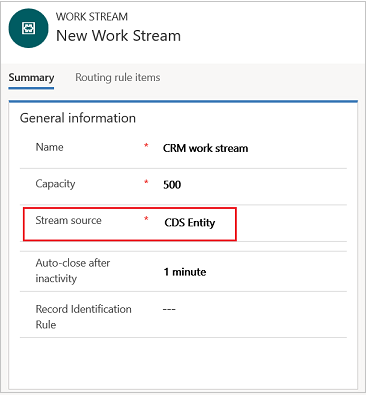 WORK STREAM
New Work Stream
Summary Routing rule items
General information
Name * CRM work stream
Capacity * 500
Stream source * CDS Entity
Auto-close after
inactivity 1 minute
Record Identification
Rule ---